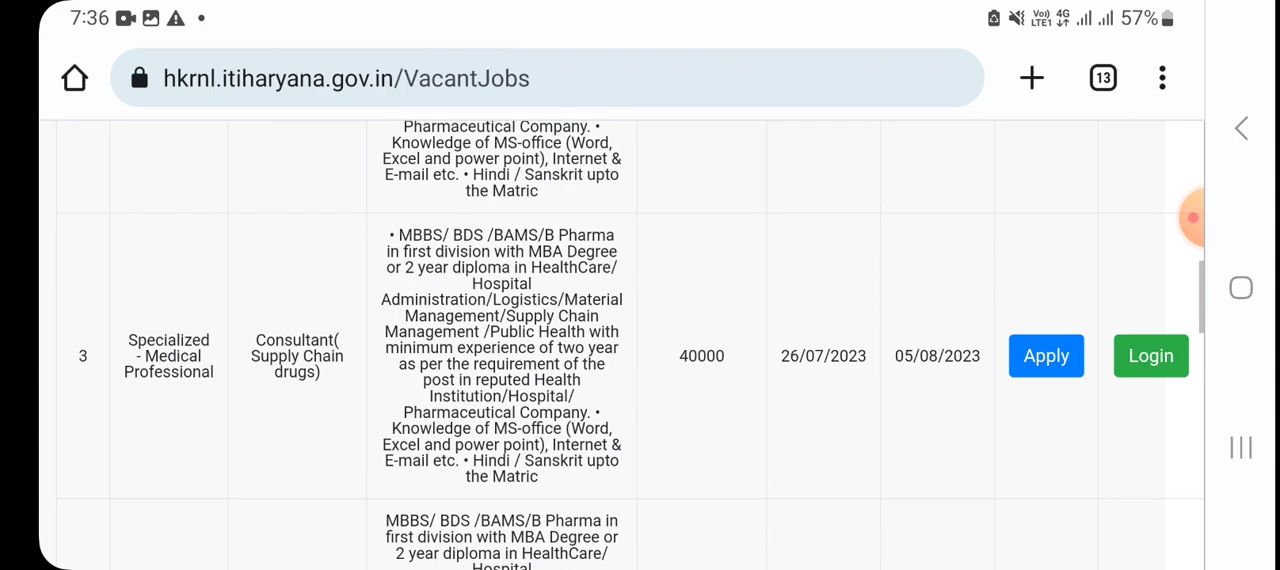 7:36
Vo) LTE1 4G 57%
hkrnl.itiharyana.gov.in/VacantJobs
13
Pharmaceutical Company. •
Knowledge of MS-office (Word,
Excel and power point), Internet &
E-mail etc. • Hindi / Sanskrit upto
the Matric
3
Specialized
- Medical
Professional
Consultant(
Supply Chain
drugs)
• MBBS/ BDS /BAMS/B Pharma
in first division with MBA Degree
or 2 year diploma in HealthCare/
Hospital
Administration/Logistics/Material
Management/Supply Chain
Management /Public Health with
minimum experience of two year
as per the requirement of the
post in reputed Health
Institution/Hospital/
Pharmaceutical Company. •
Knowledge of MS-office (Word,
Excel and power point), Internet &
E-mail etc. • Hindi / Sanskrit upto
the Matric
40000
26/07/2023
05/08/2023
Apply
Login
MBBS/ BDS /BAMS/B Pharma in
first division with MBA Degree or
2 year diploma in HealthCare/
Hospital